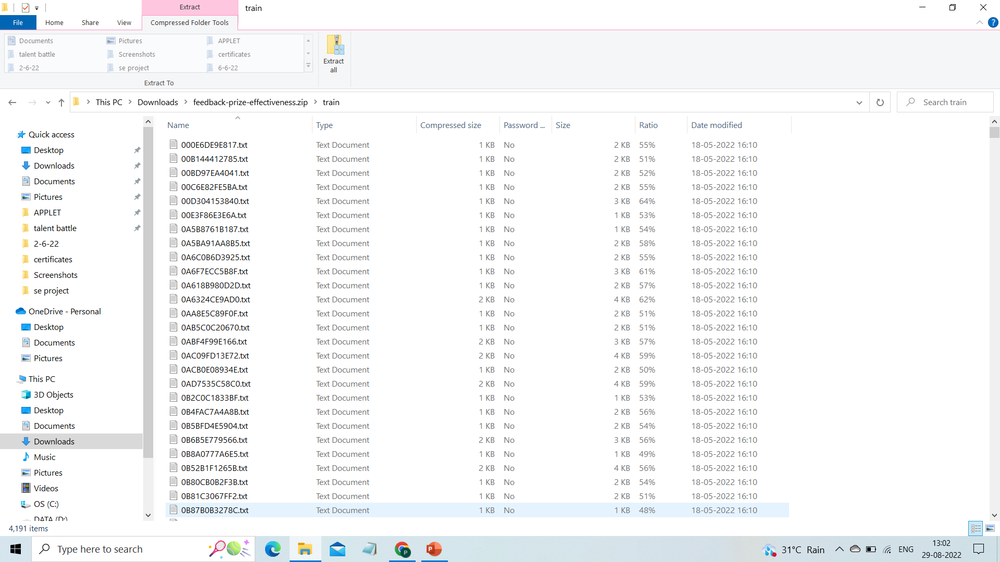 Extract
train
File
Home
Share
View
Compressed Folder Tools
Documents
Pictures
APPLET
talent battle
Screenshots
certificates
2-6-22
se project
6-6-22
Extract To
Extract
all
This PC > Downloads > feedback-prize-effectiveness.zip > train
Search train
Quick access
Desktop
Downloads
Documents
Pictures
APPLET
talent battle
2-6-22
certificates
Screenshots
se project
OneDrive - Personal
Desktop
Documents
Pictures
This PC
3D Objects
Desktop
Documents
Downloads
Music
Pictures
Videos
OS (C:)
DATA (D:)
Name Type Compressed size Password ... Size Ratio Date modified
000E6DE9E817.txt Text Document 1 KB No 2 KB 55% 18-05-2022 16:10
00B144412785.txt Text Document 1 KB No 2 KB 51% 18-05-2022 16:10
00BD97EA4041.txt Text Document 1 KB No 2 KB 52% 18-05-2022 16:10
00C6E82FE5BA.txt Text Document 1 KB No 2 KB 55% 18-05-2022 16:10
00D304153840.txt Text Document 1 KB No 3 KB 64% 18-05-2022 16:10
00E3F86E3E6A.txt Text Document 1 KB No 1 KB 53% 18-05-2022 16:10
0A5B8761B187.txt Text Document 1 KB No 1 KB 54% 18-05-2022 16:10
0A5BA91AA8B5.txt Text Document 1 KB No 2 KB 58% 18-05-2022 16:10
0A6C0B6D3925.txt Text Document 1 KB No 2 KB 55% 18-05-2022 16:10
0A6F7ECC5B8F.txt Text Document 1 KB No 3 KB 61% 18-05-2022 16:10
0A618B980D2D.txt Text Document 1 KB No 2 KB 57% 18-05-2022 16:10
0A6324CE9AD0.txt Text Document 2 KB No 4 KB 62% 18-05-2022 16:10
0AA8E5C89F0F.txt Text Document 1 KB No 2 KB 51% 18-05-2022 16:10
0AB5C0C20670.txt Text Document 1 KB No 2 KB 51% 18-05-2022 16:10
0ABF4F99E166.txt Text Document 2 KB No 3 KB 57% 18-05-2022 16:10
0AC09FD13E72.txt Text Document 2 KB No 4 KB 59% 18-05-2022 16:10
0ACB0E08934E.txt Text Document 1 KB No 2 KB 50% 18-05-2022 16:10
0AD7535C58C0.txt Text Document 2 KB No 4 KB 59% 18-05-2022 16:10
0B2C0C1833BF.txt Text Document 1 KB No 1 KB 53% 18-05-2022 16:10
0B4FAC7A4A8B.txt Text Document 1 KB No 2 KB 56% 18-05-2022 16:10
0B5BFD4E5904.txt Text Document 1 KB No 2 KB 54% 18-05-2022 16:10
0B6B5E779566.txt Text Document 2 KB No 3 KB 56% 18-05-2022 16:10
0B8A0777A6E5.txt Text Document 1 KB No 1 KB 49% 18-05-2022 16:10
0B52B1F1265B.txt Text Document 2 KB No 4 KB 56% 18-05-2022 16:10
0B80CB0B2F3B.txt Text Document 1 KB No 2 KB 54% 18-05-2022 16:10
0B81C3067FF2.txt Text Document 1 KB No 2 KB 51% 18-05-2022 16:10
0B87B0B3278C.txt Text Document 1 KB No 1 KB 48% 18-05-2022 16:10
4,191 items
Type here to search
31°C Rain
ENG
13:02
29-08-2022